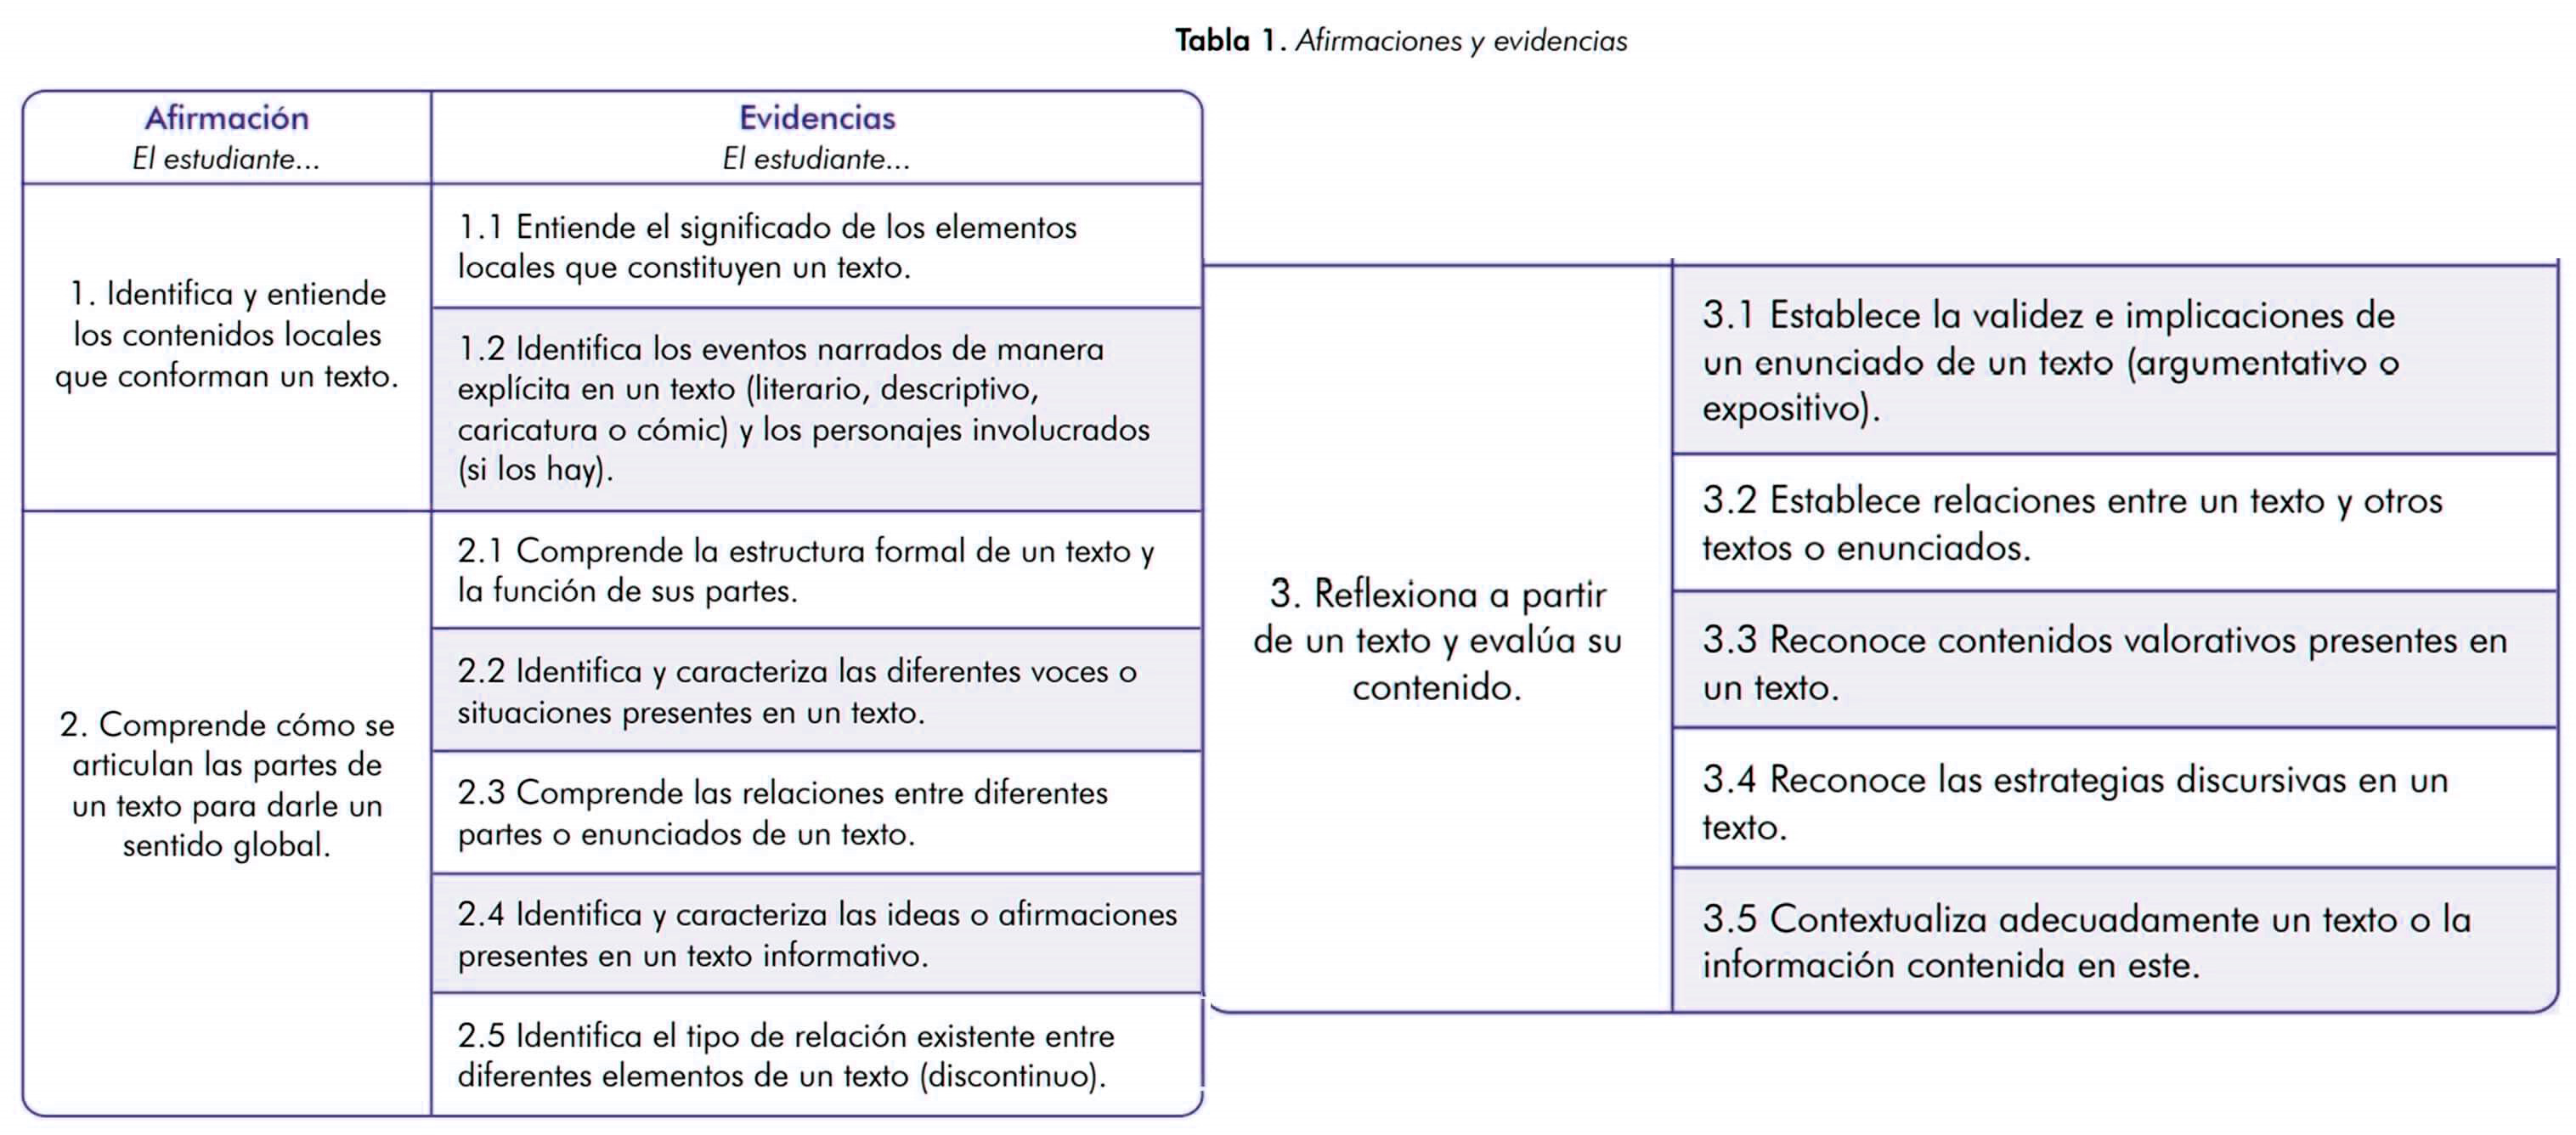 Tabla 1. Afirmaciones y evidencias
Afirmación
El estudiante...
Evidencias
El estudiante...
1. Identifica y entiende
los contenidos locales
que conforman un texto.
1.1 Entiende el significado de los elementos
locales que constituyen un texto.
1.2 Identifica los eventos narrados de manera
explícita en un texto (literario, descriptivo,
caricatura o cómic) y los personajes involucrados
(si los hay).
2. Comprende cómo se
articulan las partes de
un texto para darle un
sentido global.
2.1 Comprende la estructura formal de un texto y
la función de sus partes.
2.2 Identifica y caracteriza las diferentes voces o
situaciones presentes en un texto.
2.3 Comprende las relaciones entre diferentes
partes o enunciados de un texto.
2.4 Identifica y caracteriza las ideas o afirmaciones
presentes en un texto informativo.
2.5 Identifica el tipo de relación existente entre
diferentes elementos de un texto (discontinuo).
3. Reflexiona a partir
de un texto y evalúa su
contenido.
3.1 Establece la validez e implicaciones de
un enunciado de un texto (argumentativo o
expositivo).
3.2 Establece relaciones entre un texto y otros
textos o enunciados.
3.3 Reconoce contenidos valorativos presentes en
un texto.
3.4 Reconoce las estrategias discursivas en un
texto.
3.5 Contextualiza adecuadamente un texto o la
información contenida en este.